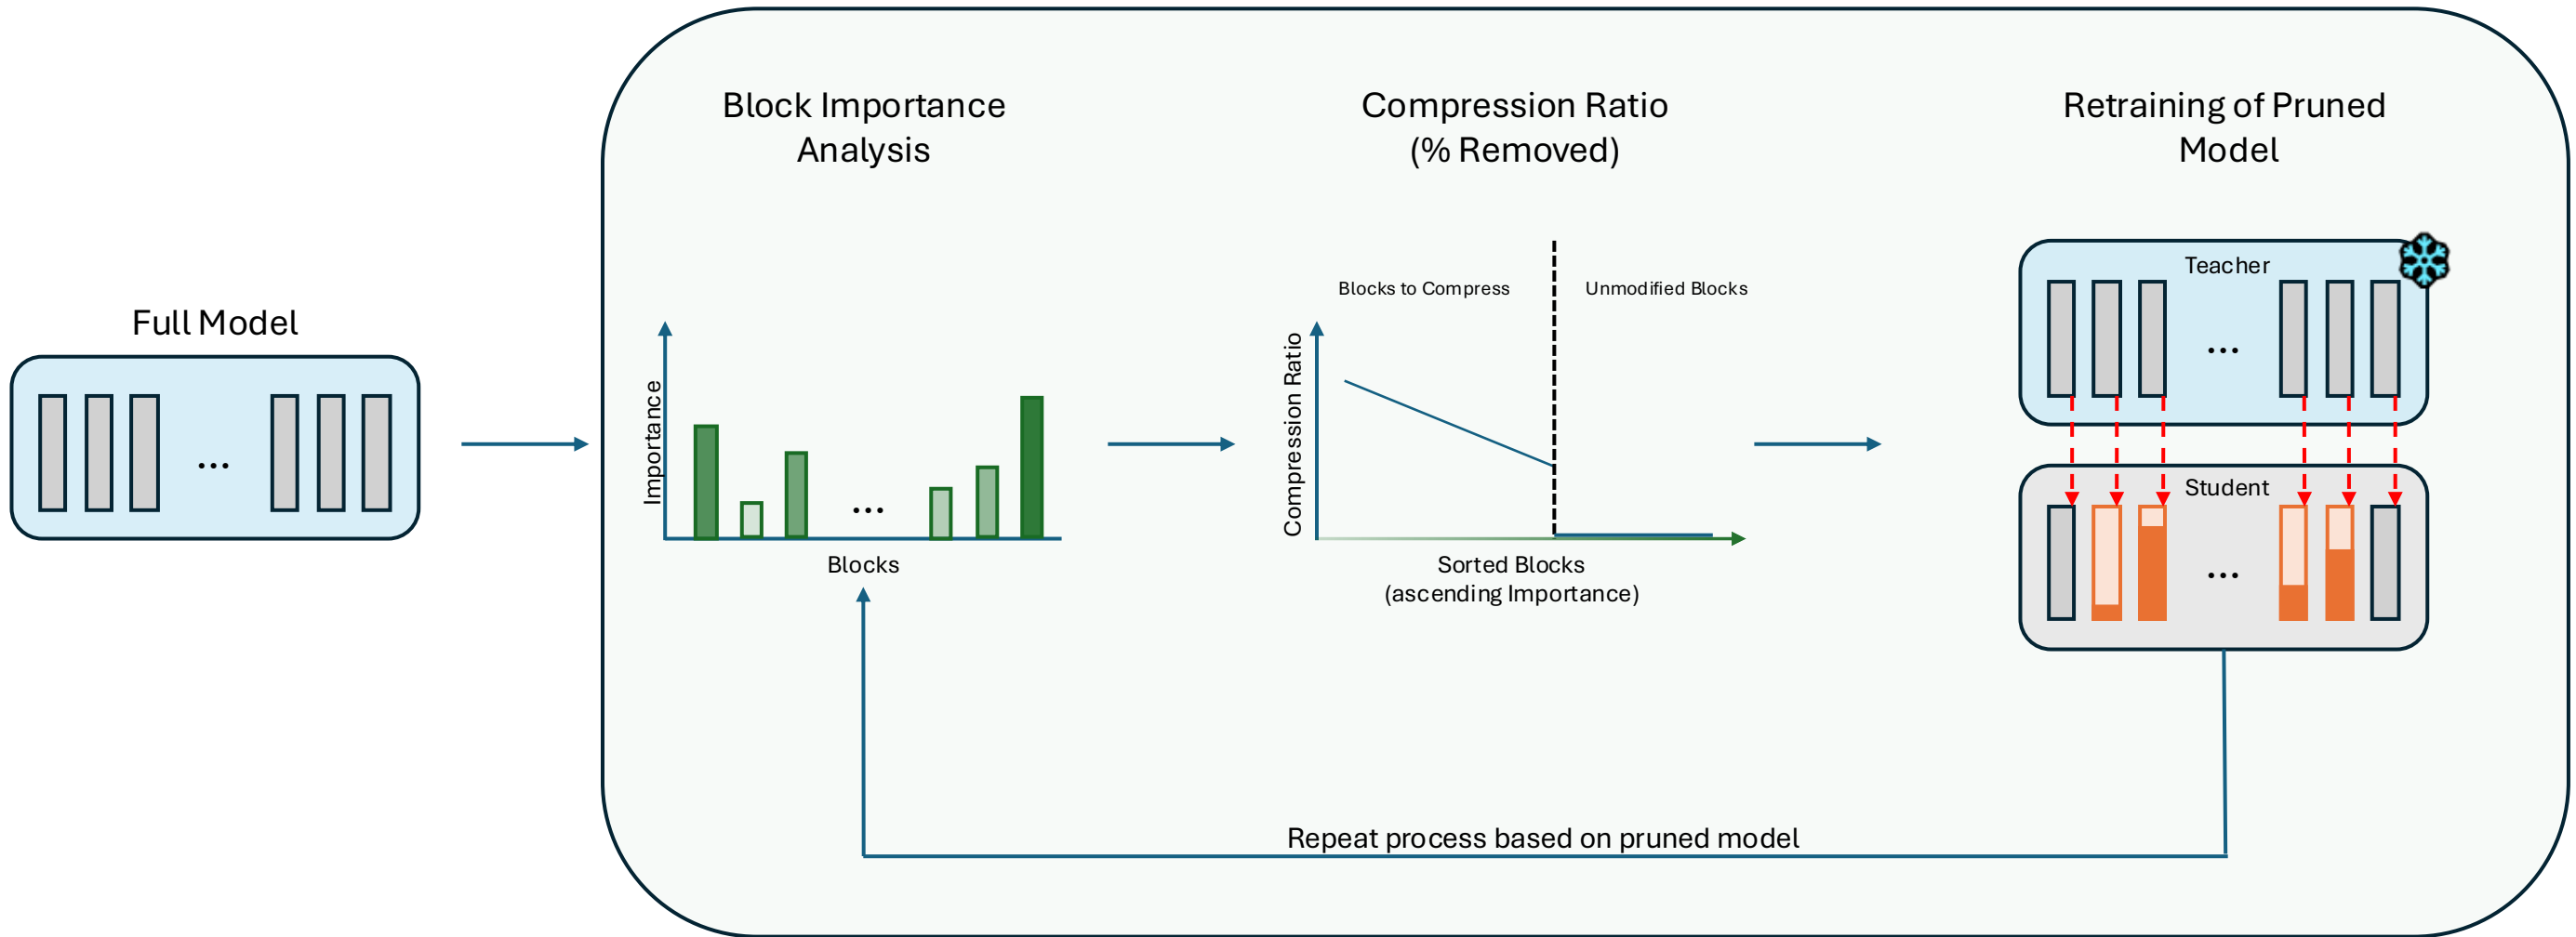 Full Model
...
Block Importance
Analysis
Importance
...
Blocks
Compression Ratio
(% Removed)
Blocks to Compress
Unmodified Blocks
Compression Ratio
Sorted Blocks
(ascending Importance)
Retraining of Pruned
Model
Teacher
...
Student
...
Repeat process based on pruned model